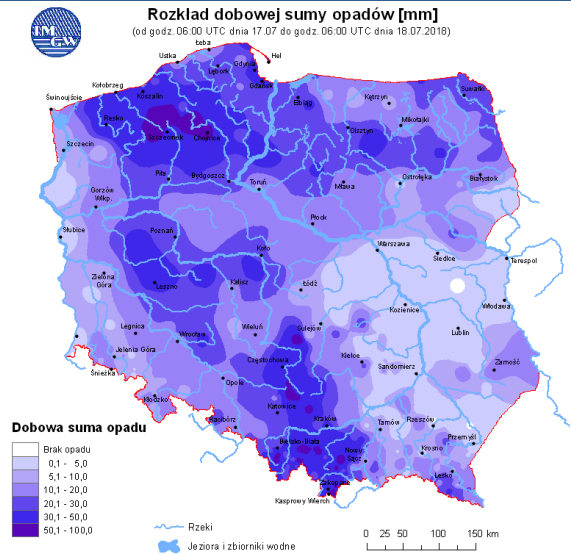 IM
GW
Rozkład dobowej sumy opadów [mm]
(od godz. 06:00 UTC dnia 17.07 do godz. 06:00 UTC dnia 18.07.2018)
Łeba
Ustka
Hel
Lębork
Gdynia
Gdańsk
Kołobrzeg
Koszalin
Świnoujście
Elbląg
Kętrzyn
Suwałki
Resko
Szczecinek
Chojnice
Olsztyn
Mikołajki
Szczecin
Piła
Bydgoszcz
Toruń
Mława
Ostrołęka
Białystok
Gorzów
Wlkp.
Płock
Słubice
Poznań
Koło
Warszawa
Siedlce
Terespol
Zielona
Góra
Leszno
Kalisz
Łódź
Kozienice
Włodawa
Legnica
Wrocław
Wieluń
Sulejów
Lublin
Jelenia Góra
Śnieżka
Częstochowa
Kielce
Sandomierz
Zamość
Opole
Kłodzko
Racibórz
Katowice
Kraków
Tarnów
Rzeszów
Przemyśl
Bielsko-Biała
Nowy
Sącz
Krosno
Lesko
Zakopane
Kasprowy Wierch
Dobowa suma opadu
Brak opadu
0,1 - 5,0
5,1 - 10,0
10,1 - 20,0
20,1 - 30,0
30,1 - 50,0
50,1 - 100,0
Rzeki
Jeziora i zbiorniki wodne
0 25 50 100 150 km